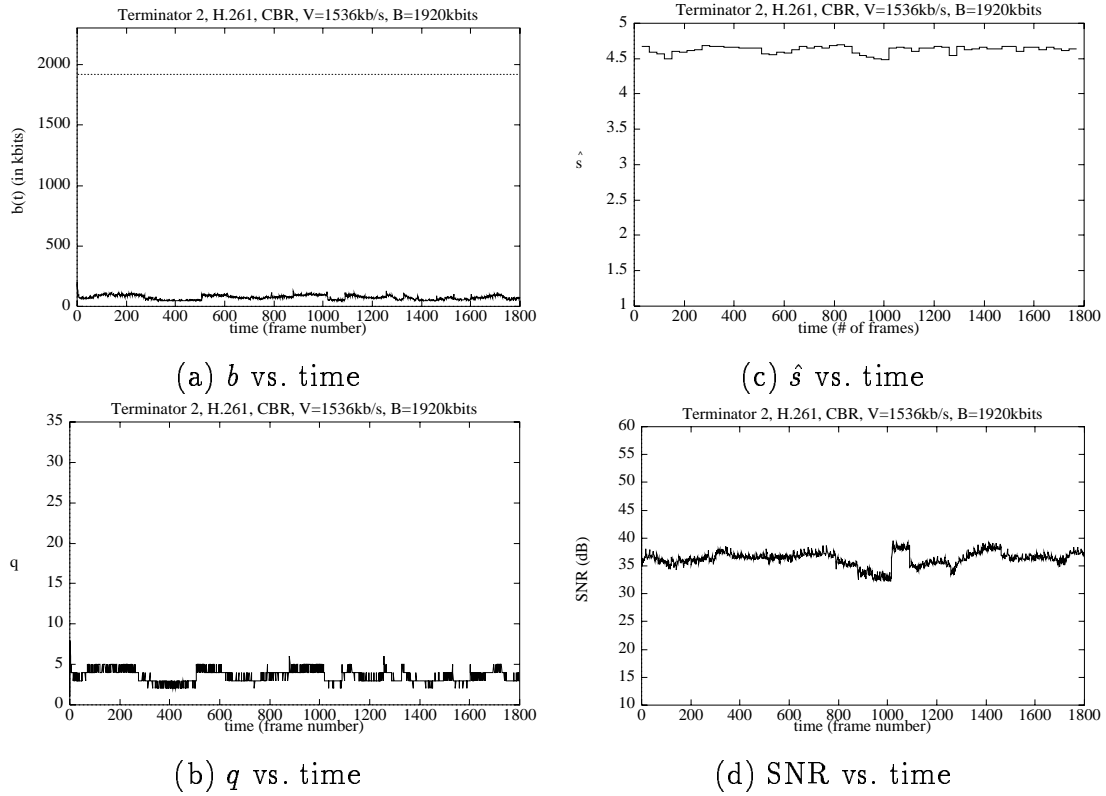 Terminator 2, H.261, CBR, V=1536kb/s, B=1920kbits
2000
1500
1000
500
0
b(t) (in kbits)
0 200 400 600 800 1000 1200 1400 1600 1800
time (frame number)
(a) b vs. time
Terminator 2, H.261, CBR, V=1536kb/s, B=1920kbits
5
4.5
4
3.5
3
2.5
2
1.5
1
ŝ
0 200 400 600 800 1000 1200 1400 1600 1800
time (# of frames)
(c) ŝ vs. time
Terminator 2, H.261, CBR, V=1536kb/s, B=1920kbits
35
30
25
20
15
10
5
0
q
0 200 400 600 800 1000 1200 1400 1600 1800
time (frame number)
(b) q vs. time
Terminator 2, H.261, CBR, V=1536kb/s, B=1920kbits
60
55
50
45
40
35
30
25
20
15
10
SNR (dB)
0 200 400 600 800 1000 1200 1400 1600 1800
time (frame number)
(d) SNR vs. time